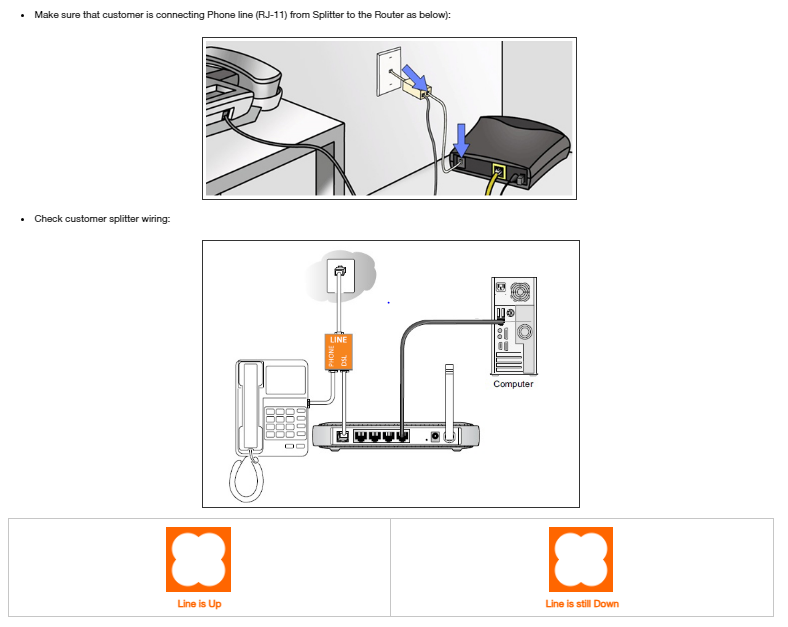 Make sure that customer is connecting Phone line (RJ-11) from Splitter to the Router as below):
Check customer splitter wiring:
LINE
PHONE
DSL
Computer
Line is Up
Line is still Down